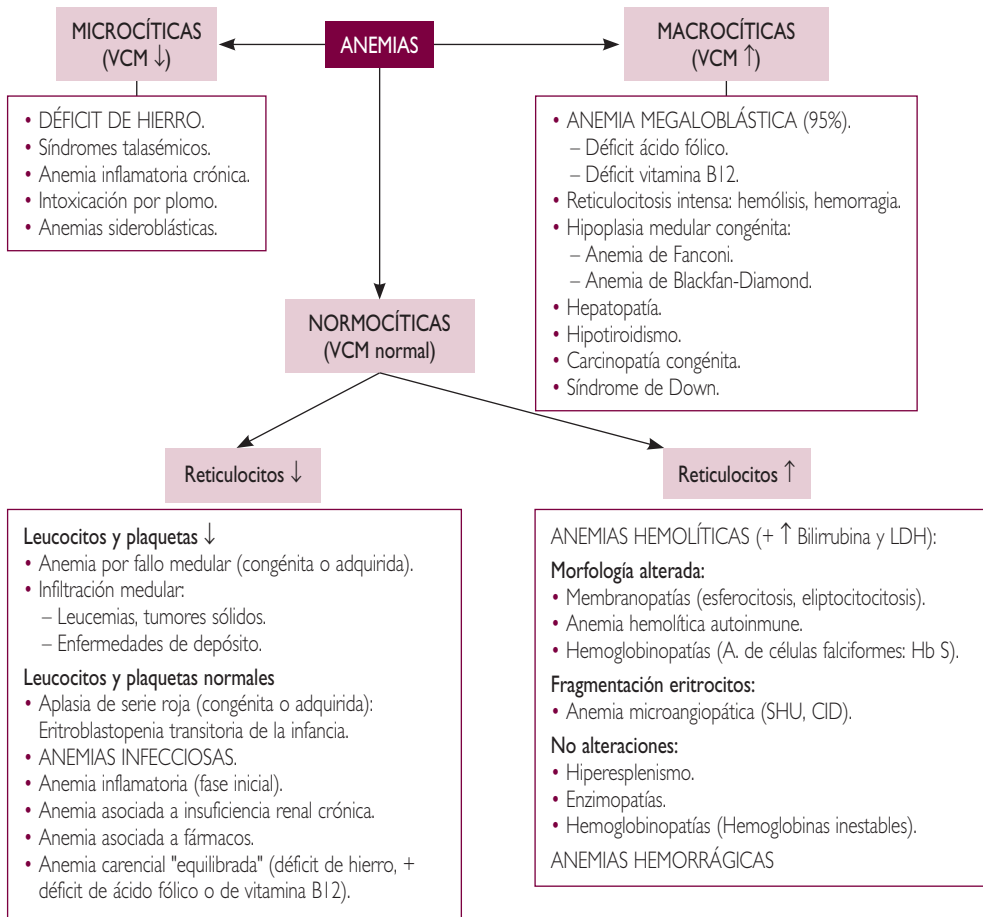 ANEMIAS
MICROCÍTICAS
(VCM ↓)
• DÉFICIT DE HIERRO.
• Síndromes talasémicos.
• Anemia inflamatoria crónica.
• Intoxicación por plomo.
• Anemias sideroblásticas.
MACROCÍTICAS
(VCM ↑)
• ANEMIA MEGALOBLÁSTICA (95%).
– Déficit ácido fólico.
– Déficit vitamina B12.
• Reticulocitosis intensa: hemólisis, hemorragia.
• Hipoplasia medular congénita:
– Anemia de Fanconi.
– Anemia de Blackfan-Diamond.
• Hepatopatía.
• Hipotiroidismo.
• Carcinopatía congénita.
• Síndrome de Down.
NORMOCÍTICAS
(VCM normal)
Reticulocitos ↓
Leucocitos y plaquetas ↓
• Anemia por fallo medular (congénita o adquirida).
• Infiltración medular:
– Leucemias, tumores sólidos.
– Enfermedades de depósito.
Leucocitos y plaquetas normales
• Aplasia de serie roja (congénita o adquirida):
Eritroblastopenia transitoria de la infancia.
• ANEMIAS INFECCIOSAS.
• Anemia inflamatoria (fase inicial).
• Anemia asociada a insuficiencia renal crónica.
• Anemia asociada a fármacos.
• Anemia carencial "equilibrada" (déficit de hierro, +
déficit de ácido fólico o de vitamina B12).
Reticulocitos ↑
ANEMIAS HEMOLÍTICAS (+ ↑ Bilirrubina y LDH):
Morfología alterada:
• Membranopatías (esferocitosis, eliptocitocitosis).
• Anemia hemolítica autoinmune.
• Hemoglobinopatías (A. de células falciformes: Hb S).
Fragmentación eritrocitos:
• Anemia microangiopática (SHU, CID).
No alteraciones:
• Hiperesplenismo.
• Enzimopatías.
• Hemoglobinopatías (Hemoglobinas inestables).
ANEMIAS HEMORRÁGICAS